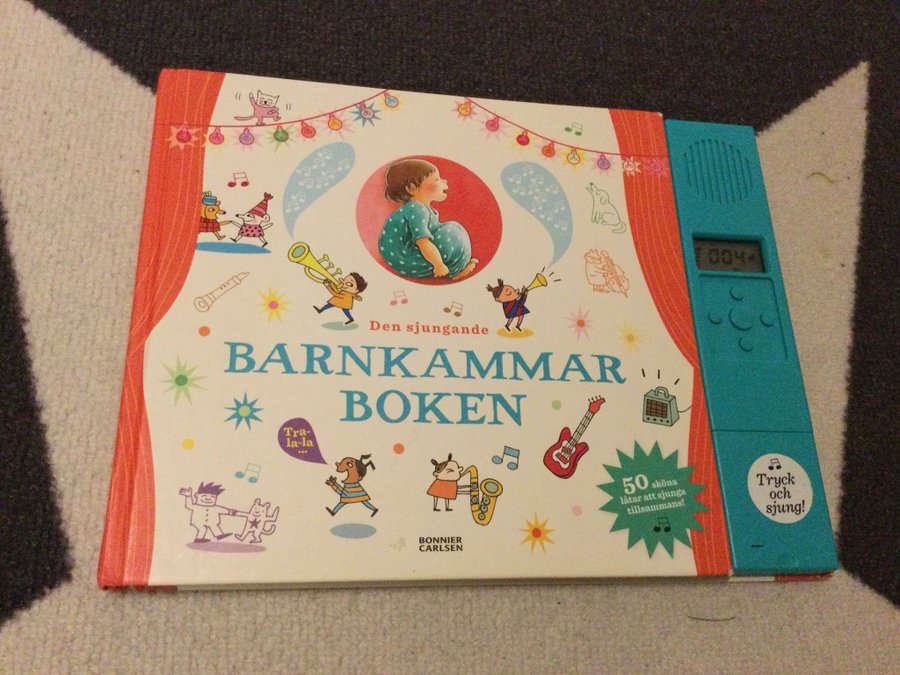 Den sjungande
BARNKAMMAR
BOKEN
Tra-
la-la
...
50 sköna
låtar att sjunga
tillsammans!
BONNIER
CARLSEN
004
Tryck
och
sjung!